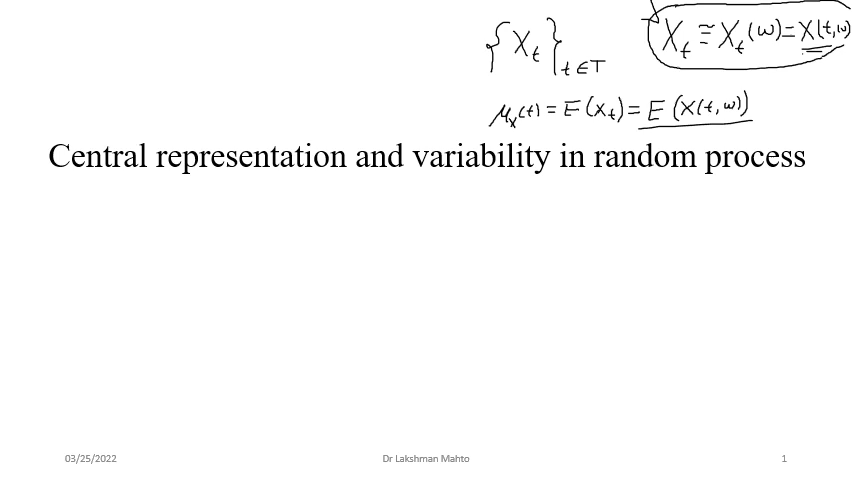 {X_t}_{t∈T}
X_t ≅ X_t(ω) = X(t,ω)
μ_X(t) = E(X_t) = E(X(t,ω))
Central representation and variability in random process
03/25/2022
Dr Lakshman Mahto
1